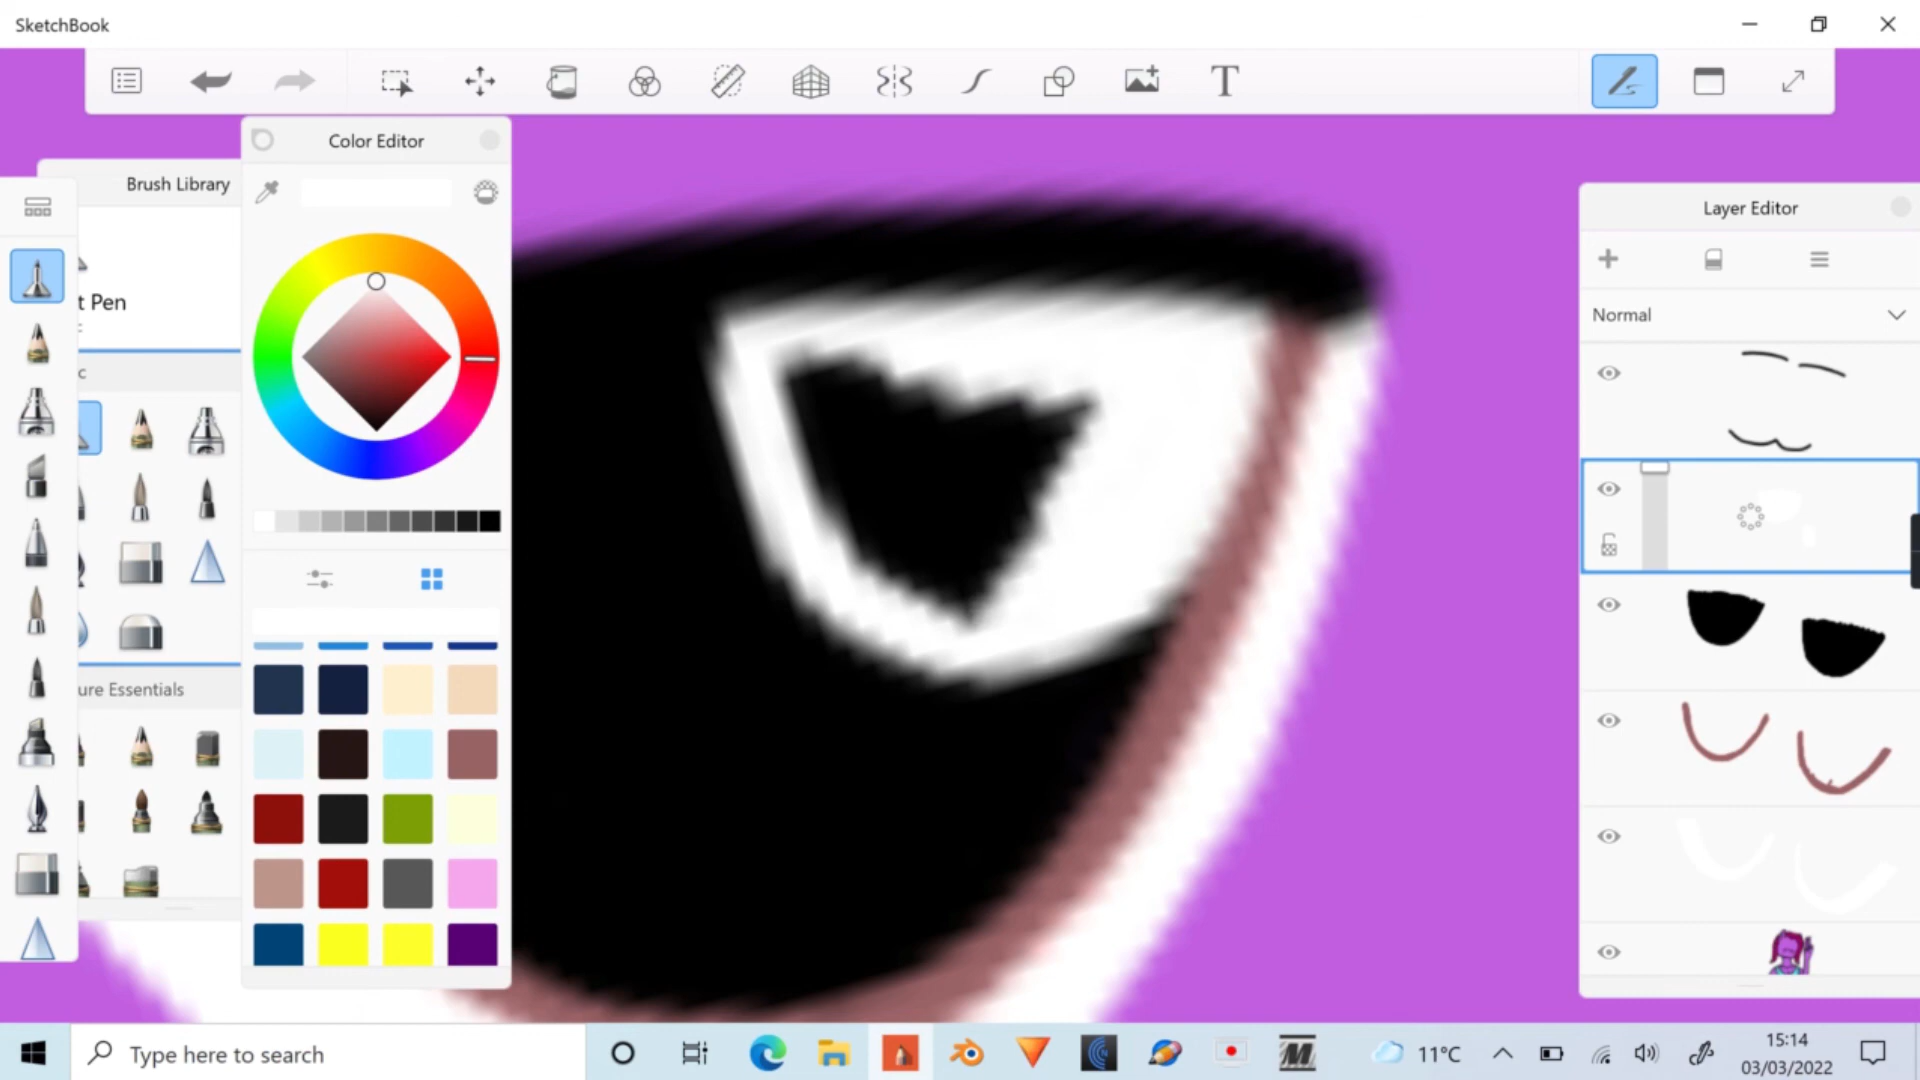 SketchBook
T
Color Editor
Brush Library
Layer Editor
t Pen
Normal
c
ure Essentials
Type here to search
11°C
15:14
03/03/2022